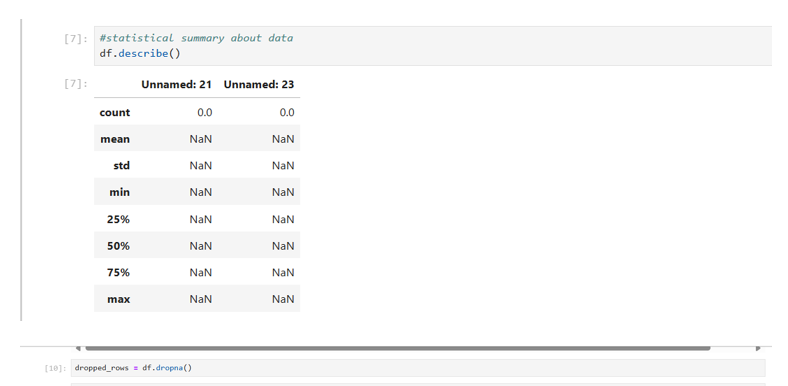 [7]: #statistical summary about data
df.describe()
[7]: Unnamed: 21 Unnamed: 23
count 0.0 0.0
mean NaN NaN
std NaN NaN
min NaN NaN
25% NaN NaN
50% NaN NaN
75% NaN NaN
max NaN NaN
[10]: dropped_rows = df.dropna()